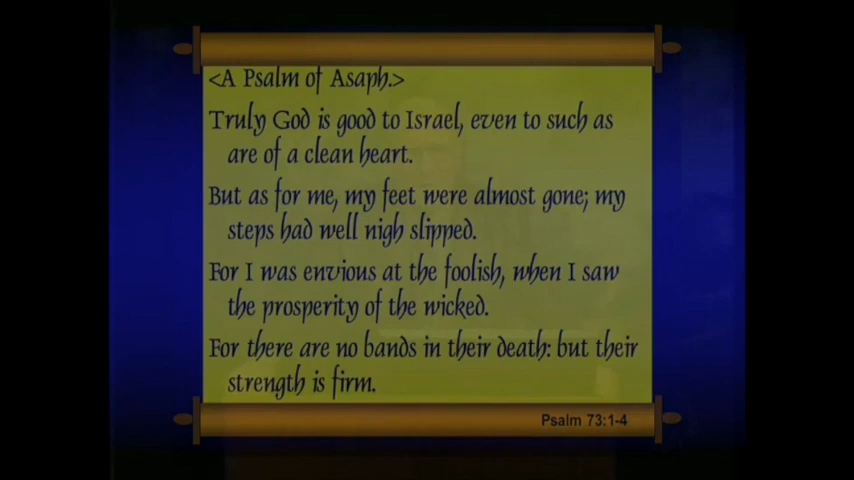 <A Psalm of Asaph.>
Truly God is good to Israel, even to such as
are of a clean heart.
But as for me, my feet were almost gone; my
steps had well nigh slipped.
For I was envious at the foolish, when I saw
the prosperity of the wicked.
For there are no bands in their death: but their
strength is firm.
Psalm 73:1-4